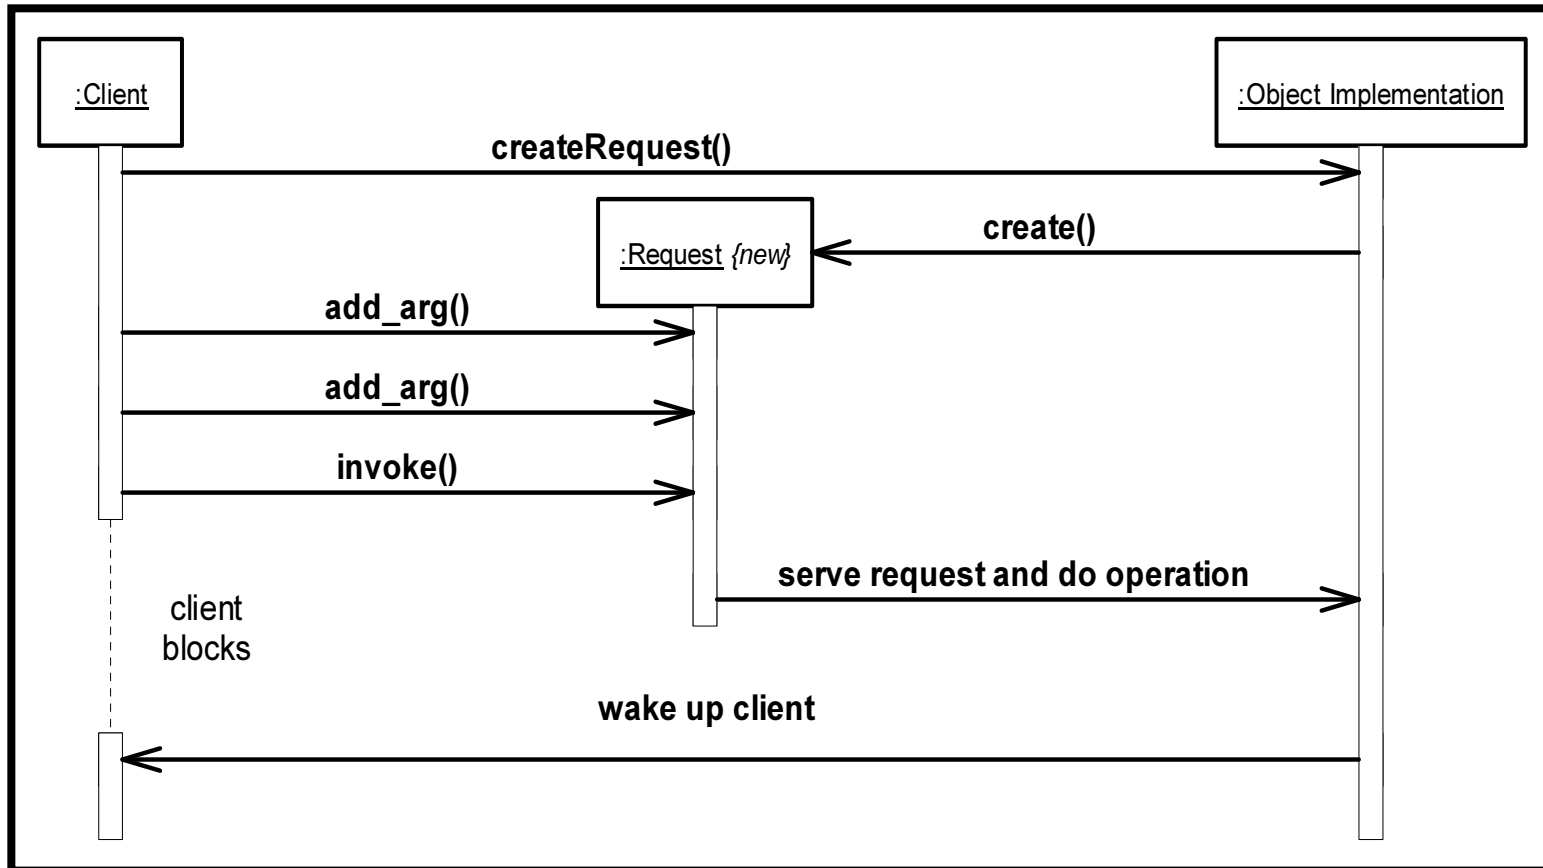 :Client
:Object Implementation
createRequest()
create()
:Request {new}
add_arg()
add_arg()
invoke()
serve request and do operation
client
blocks
wake up client